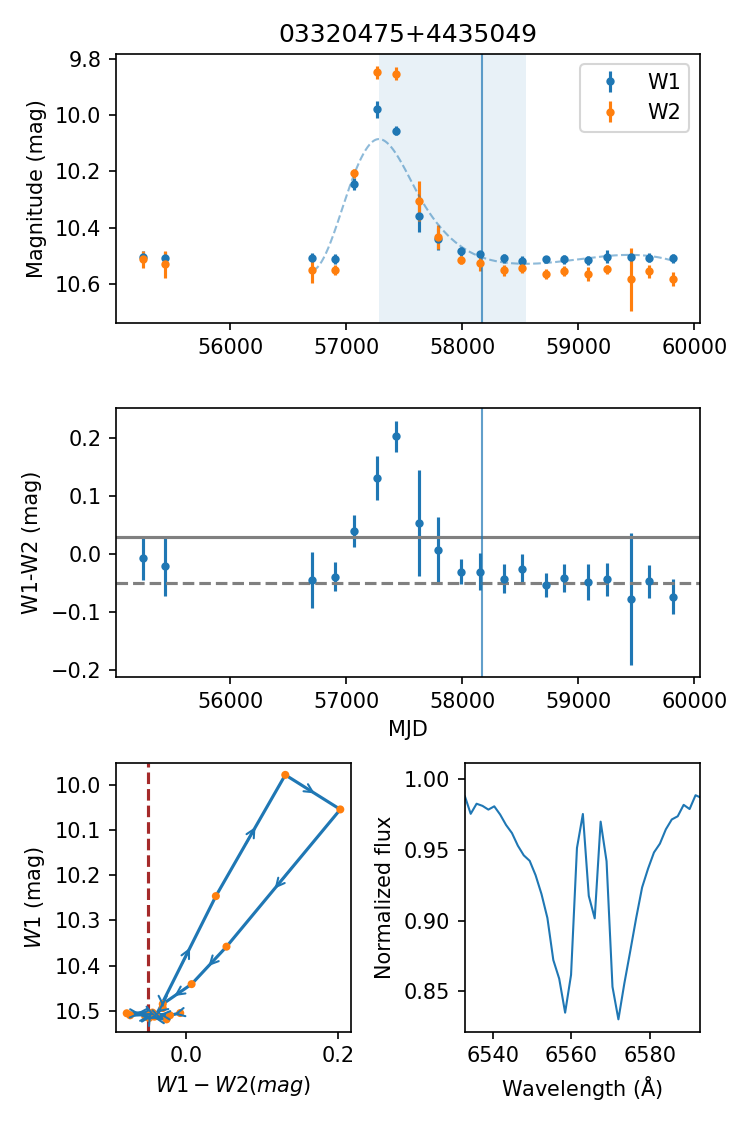 03320475+4435049
9.8
10.0
10.2
10.4
10.6
Magnitude (mag)
W1
W2
56000 57000 58000 59000 60000
0.2
0.1
0.0
−0.1
−0.2
W1-W2 (mag)
56000 57000 58000 59000 60000
MJD
10.0
10.1
10.2
10.3
10.4
10.5
W1 (mag)
0.0 0.2
W1 − W2(mag)
1.00
0.95
0.90
0.85
Normalized flux
6540 6560 6580
Wavelength (Å)